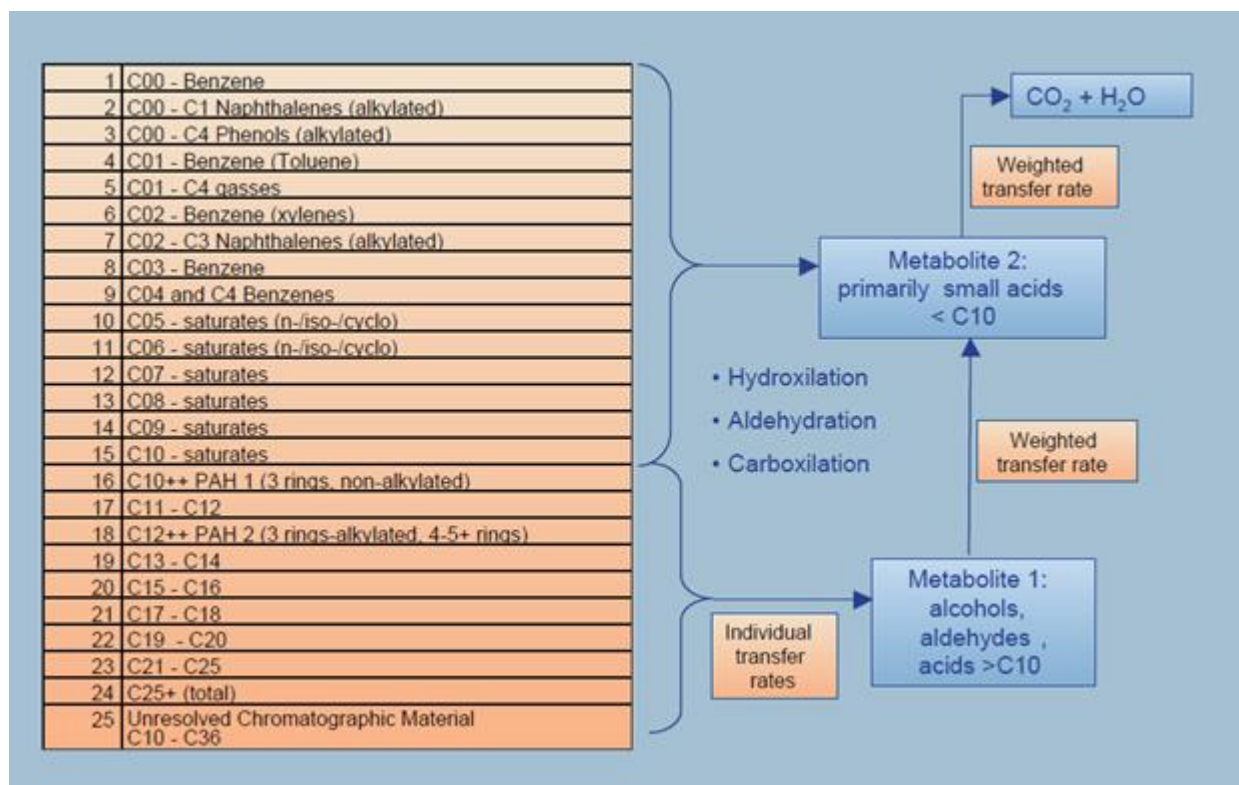 1 C00 - Benzene
2 C00 - C1 Naphthalenes (alkylated)
3 C00 - C4 Phenols (alkylated)
4 C01 - Benzene (Toluene)
5 C01 - C4 gasses
6 C02 - Benzene (xylenes)
7 C02 - C3 Naphthalenes (alkylated)
8 C03 - Benzene
9 C04 and C4 Benzenes
10 C05 - saturates (n-/iso-/cyclo)
11 C06 - saturates (n-/iso-/cyclo)
12 C07 - saturates
13 C08 - saturates
14 C09 - saturates
15 C10 - saturates
16 C10++ PAH 1 (3 rings, non-alkylated)
17 C11 - C12
18 C12++ PAH 2 (3 rings-alkylated, 4-5+ rings)
19 C13 - C14
20 C15 - C16
21 C17 - C18
22 C19 - C20
23 C21 - C25
24 C25+ (total)
25 Unresolved Chromatographic Material
C10 - C36
CO₂ + H₂O
Weighted
transfer rate
Metabolite 2:
primarily small acids
< C10
• Hydroxilation
• Aldehydration
• Carboxilation
Weighted
transfer rate
Metabolite 1:
alcohols,
aldehydes ,
acids >C10
Individual
transfer
rates